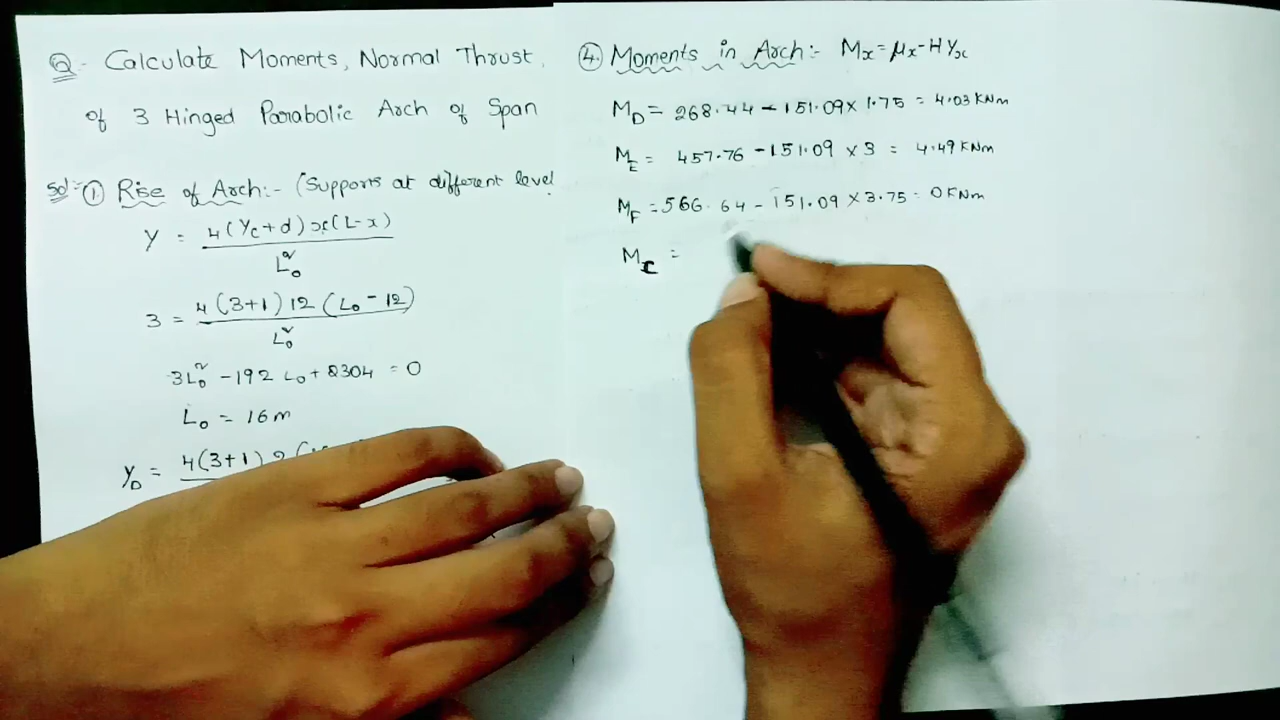 Q. Calculate Moments, Normal Thrust,
of 3 Hinged Parabolic Arch of Span
Sol:- ① Rise of Arch:- (Supports at different level
Y = 4(Yc+d)x(L-x) / L₀²
3 = 4(3+1)12(L₀-12) / L₀²
3L₀² - 192L₀ + 2304 = 0
L₀ = 16m
Y_D = 4(3+1)2(
④ Moments in Arch:- Mx = μx - H Yx
M_D = 268.44 - 151.09 × 1.75 = 4.03 KNm
M_E = 457.76 - 151.09 × 3 = 4.49 KNm
M_F = 566.64 - 151.09 × 3.75 = 0 KNm
M_C =